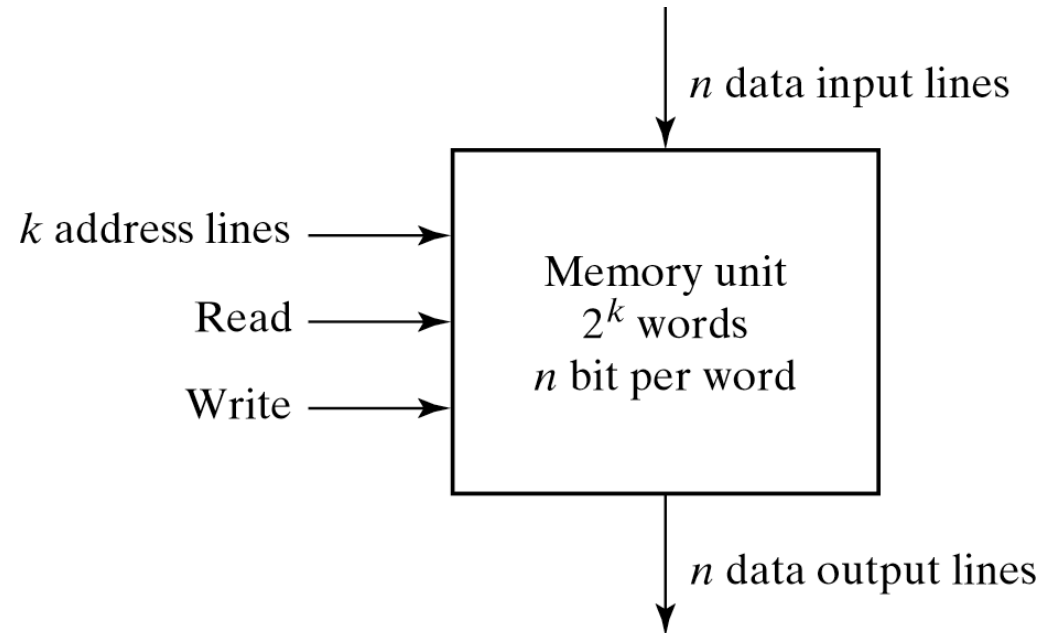 n data input lines
k address lines
Read
Write
Memory unit
2^k words
n bit per word
n data output lines